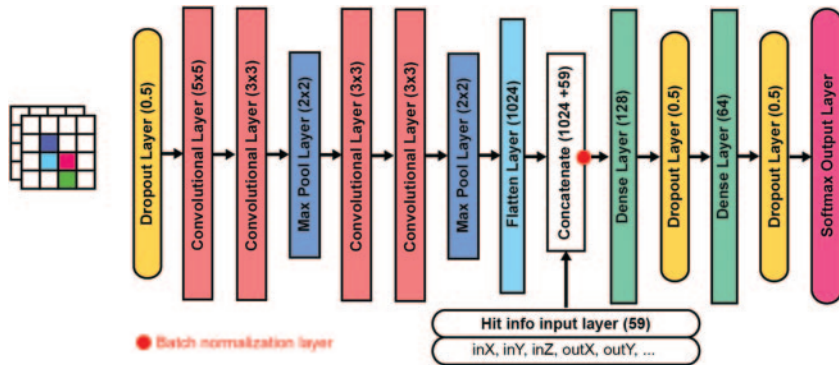 Dropout Layer (0.5)
Convolutional Layer (5x5)
Convolutional Layer (3x3)
Max Pool Layer (2x2)
Convolutional Layer (3x3)
Convolutional Layer (3x3)
Max Pool Layer (2x2)
Flatten Layer (1024)
Concatenate (1024 +59)
Dense Layer (128)
Dropout Layer (0.5)
Dense Layer (64)
Dropout Layer (0.5)
Softmax Output Layer
Hit info input layer (59)
inX, inY, inZ, outX, outY, ...
Batch normalization layer